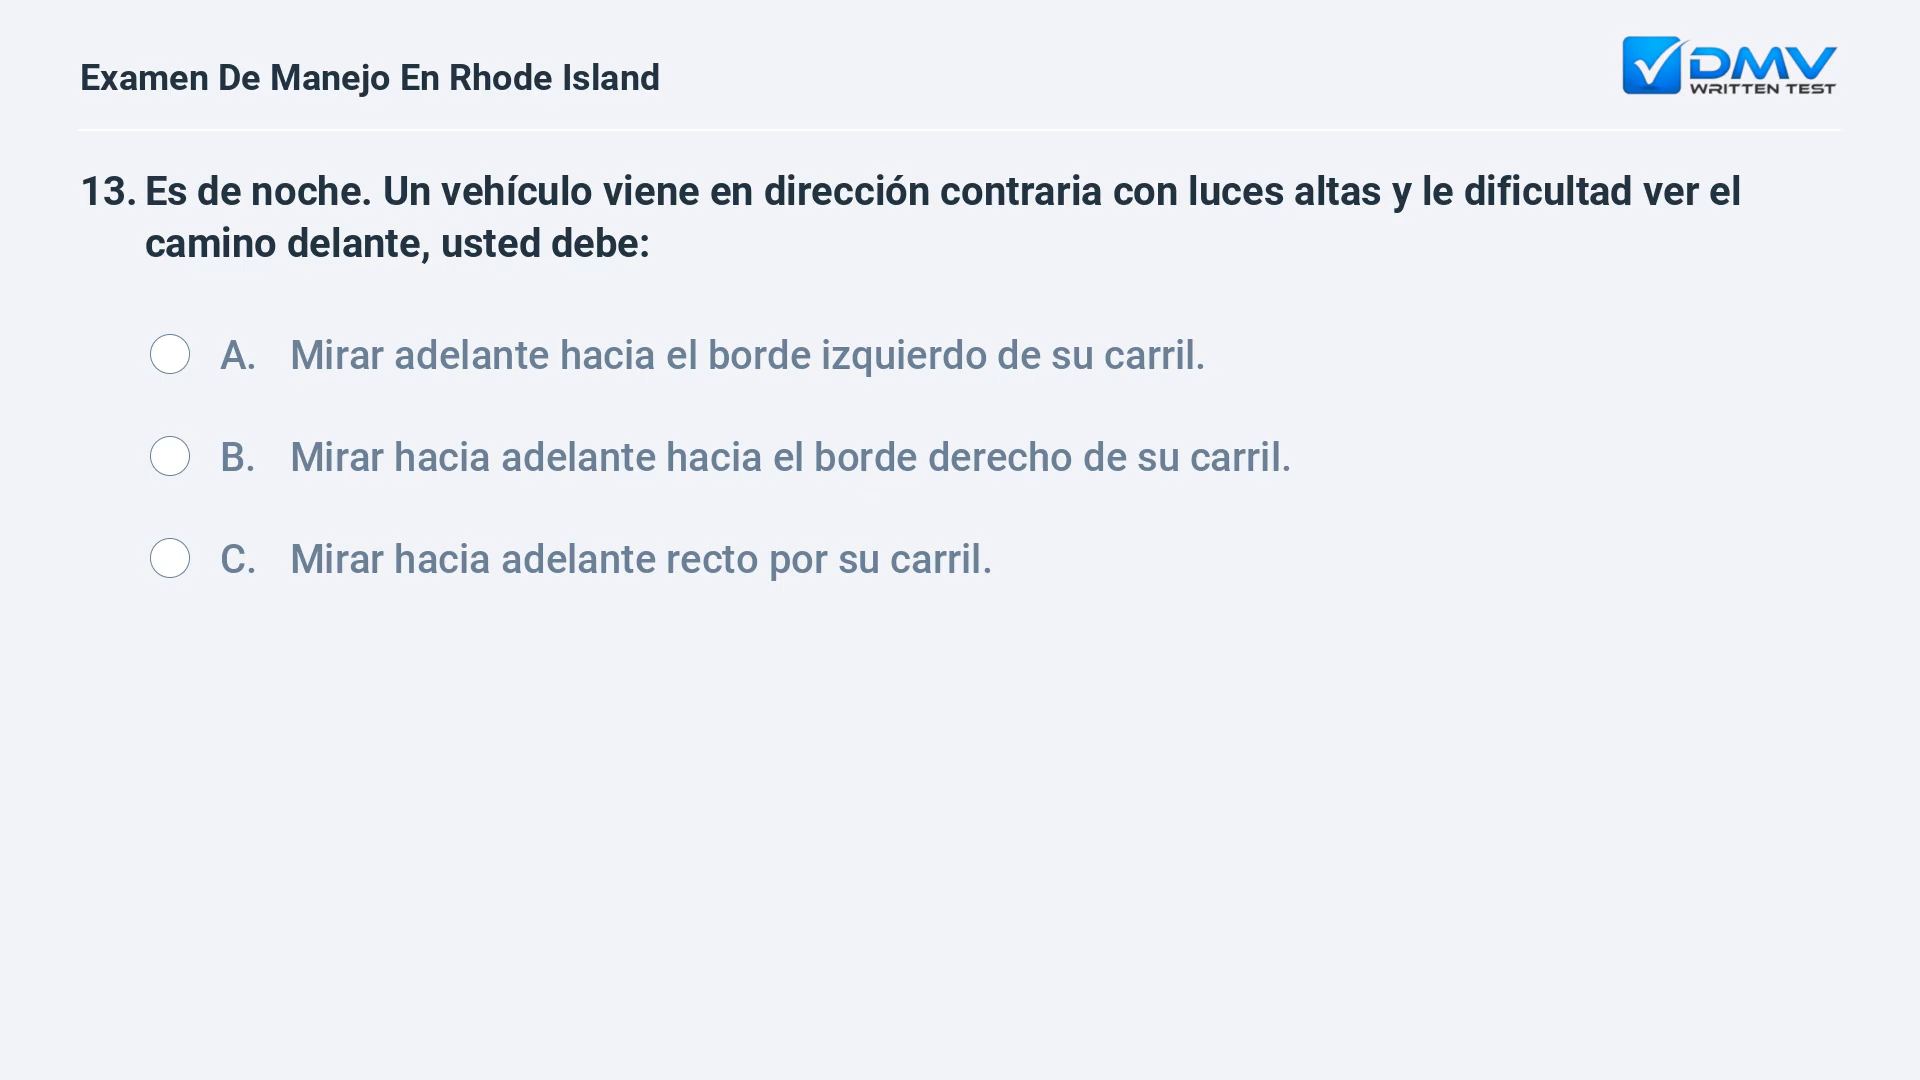 Examen De Manejo En Rhode Island
DMV
WRITTEN TEST
13. Es de noche. Un vehículo viene en dirección contraria con luces altas y le dificultad ver el
camino delante, usted debe:
A. Mirar adelante hacia el borde izquierdo de su carril.
B. Mirar hacia adelante hacia el borde derecho de su carril.
C. Mirar hacia adelante recto por su carril.